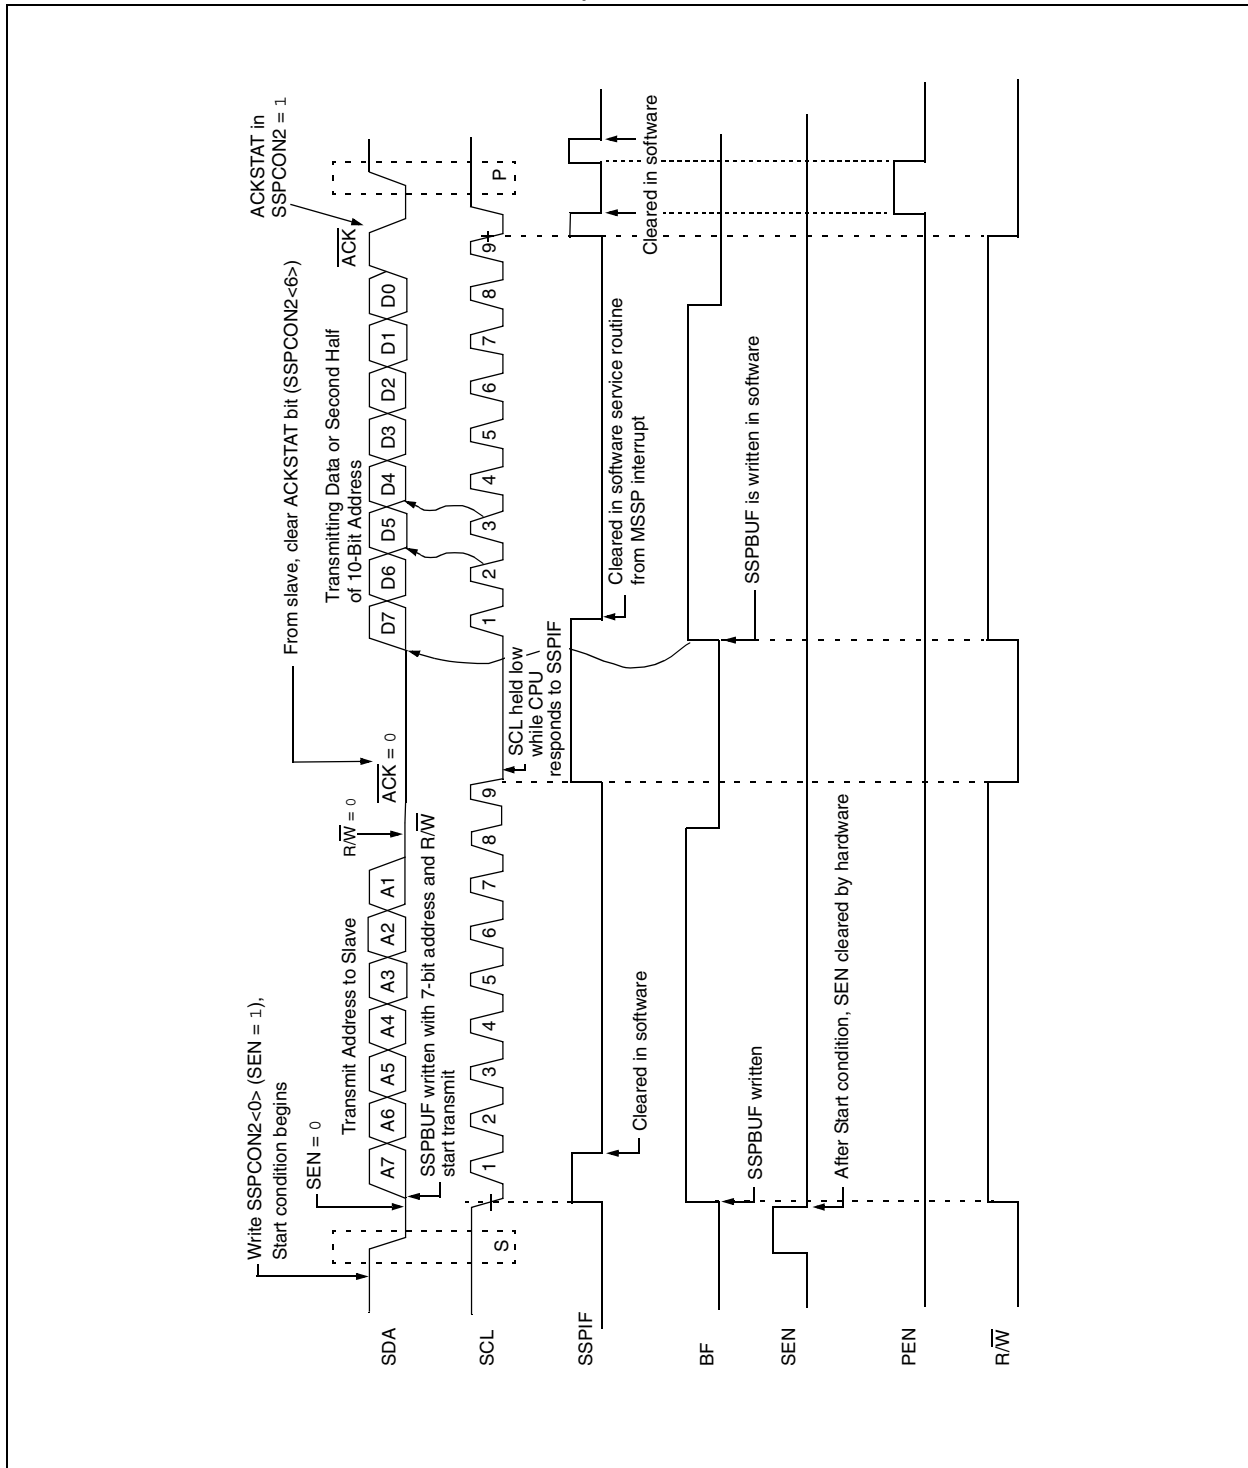 Write SSPCON2<0> (SEN = 1),
Start condition begins
SEN = 0
Transmit Address to Slave
R/W = 0
From slave, clear ACKSTAT bit (SSPCON2<6>)
ACK = 0
Transmitting Data or Second Half
of 10-Bit Address
ACKSTAT in
SSPCON2 = 1
ACK
SDA
A7 A6 A5 A4 A3 A2 A1
D7 D6 D5 D4 D3 D2 D1 D0
SSPBUF written with 7-bit address and R/W
start transmit
SCL
S
1 2 3 4 5 6 7 8 9
1 2 3 4 5 6 7 8 9
P
SCL held low
while CPU
responds to SSPIF
SSPIF
Cleared in software
Cleared in software service routine
from MSSP interrupt
Cleared in software
BF
SSPBUF written
SSPBUF is written in software
SEN
After Start condition, SEN cleared by hardware
PEN
R/W